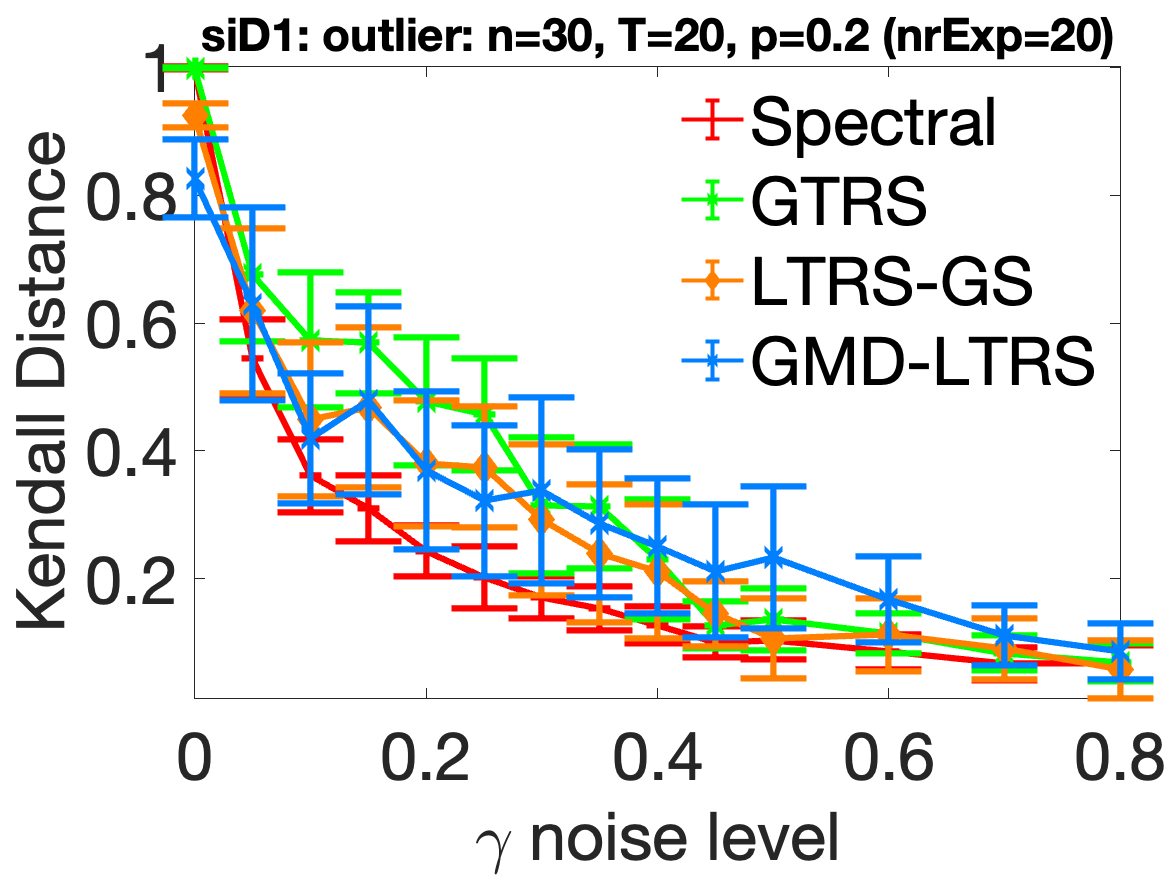 siD1: outlier: n=30, T=20, p=0.2 (nrExp=20)
1
0.8
0.6
0.4
0.2
Kendall Distance
Spectral
GTRS
LTRS-GS
GMD-LTRS
0 0.2 0.4 0.6 0.8
γ noise level